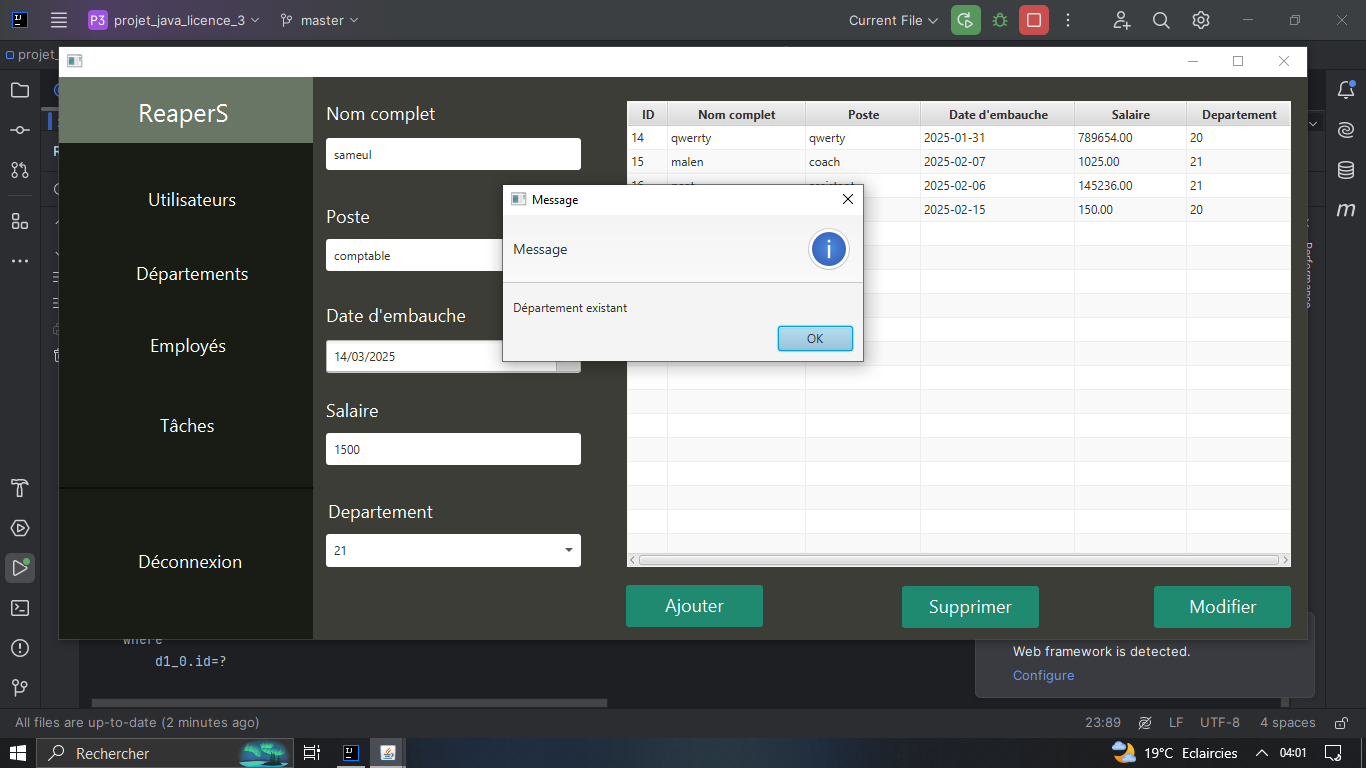 P3 projet_java_licence_3 master Current File
projet_
ReaperS
Utilisateurs
Départements
Employés
Tâches
Déconnexion
Nom complet
sameul
Poste
comptable
Date d'embauche
14/03/2025
Salaire
1500
Departement
21
ID Nom complet Poste Date d'embauche Salaire Departement
14 qwerrty qwerty 2025-01-31 789654.00 20
15 malen coach 2025-02-07 1025.00 21
16 2025-02-06 145236.00 21
2025-02-15 150.00 20
Message
Message
i
Département existant
OK
Ajouter Supprimer Modifier
Performance
m
where
d1_0.id=?
Web framework is detected.
Configure
All files are up-to-date (2 minutes ago) 23:89 LF UTF-8 4 spaces
Rechercher 19°C Eclaircies 04:01